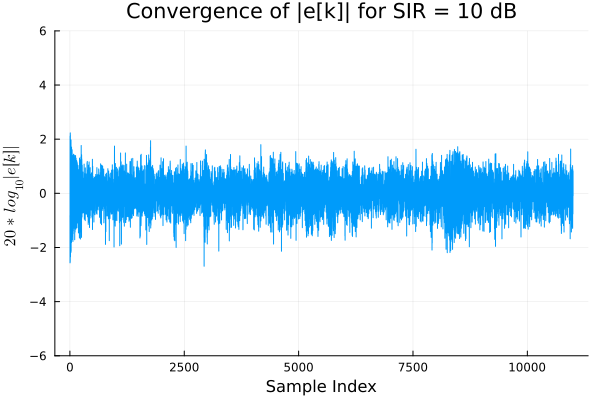 Convergence of |e[k]| for SIR = 10 dB
6
4
2
0
−2
−4
−6
20 * log₁₀|e[k]|
0 2500 5000 7500 10000
Sample Index